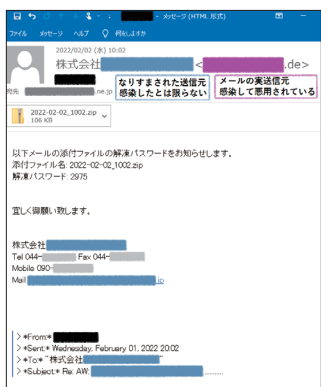 - メッセージ (HTML 形式)
ファイル メッセージ ヘルプ 何をしますか
2022/02/02 (水) 10:02
株式会社 < .de>
宛先 .ne.jp
なりすまされた送信元
感染したとは限らない
メールの実送信元
感染して悪用されている
2022-02-02_1002.zip
106 KB
以下メールの添付ファイルの解凍パスワードをお知らせします。
添付ファイル名: 2022-02-02_1002.zip
解凍パスワード: 2975
宜しく御願い致します。
株式会社
Tel 044- Fax 044-
Mobile 090-
Mail .jp
> *From:*
> *Sent:* Wednesday, February 01, 2022 20:02
> *To:* "株式会社 "
> *Subject:* Re: AW: ..........